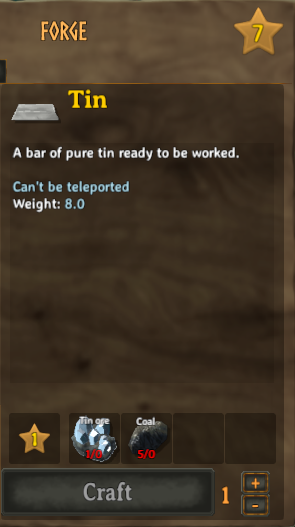 FORGE
7
Tin
A bar of pure tin ready to be worked.
Can't be teleported
Weight: 8.0
1
Tin ore
1/0
Coal
5/0
Craft
1
+
-